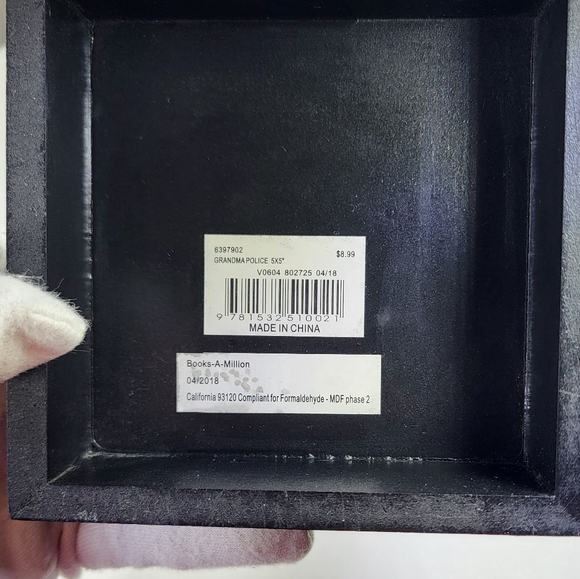 6397902
$8.99
GRANDMA POLICE 5X5"
V0604 802725 04/18
9 781532 510021
MADE IN CHINA
Books-A-Million
04/2018
California 93120 Compliant for Formaldehyde - MDF phase 2